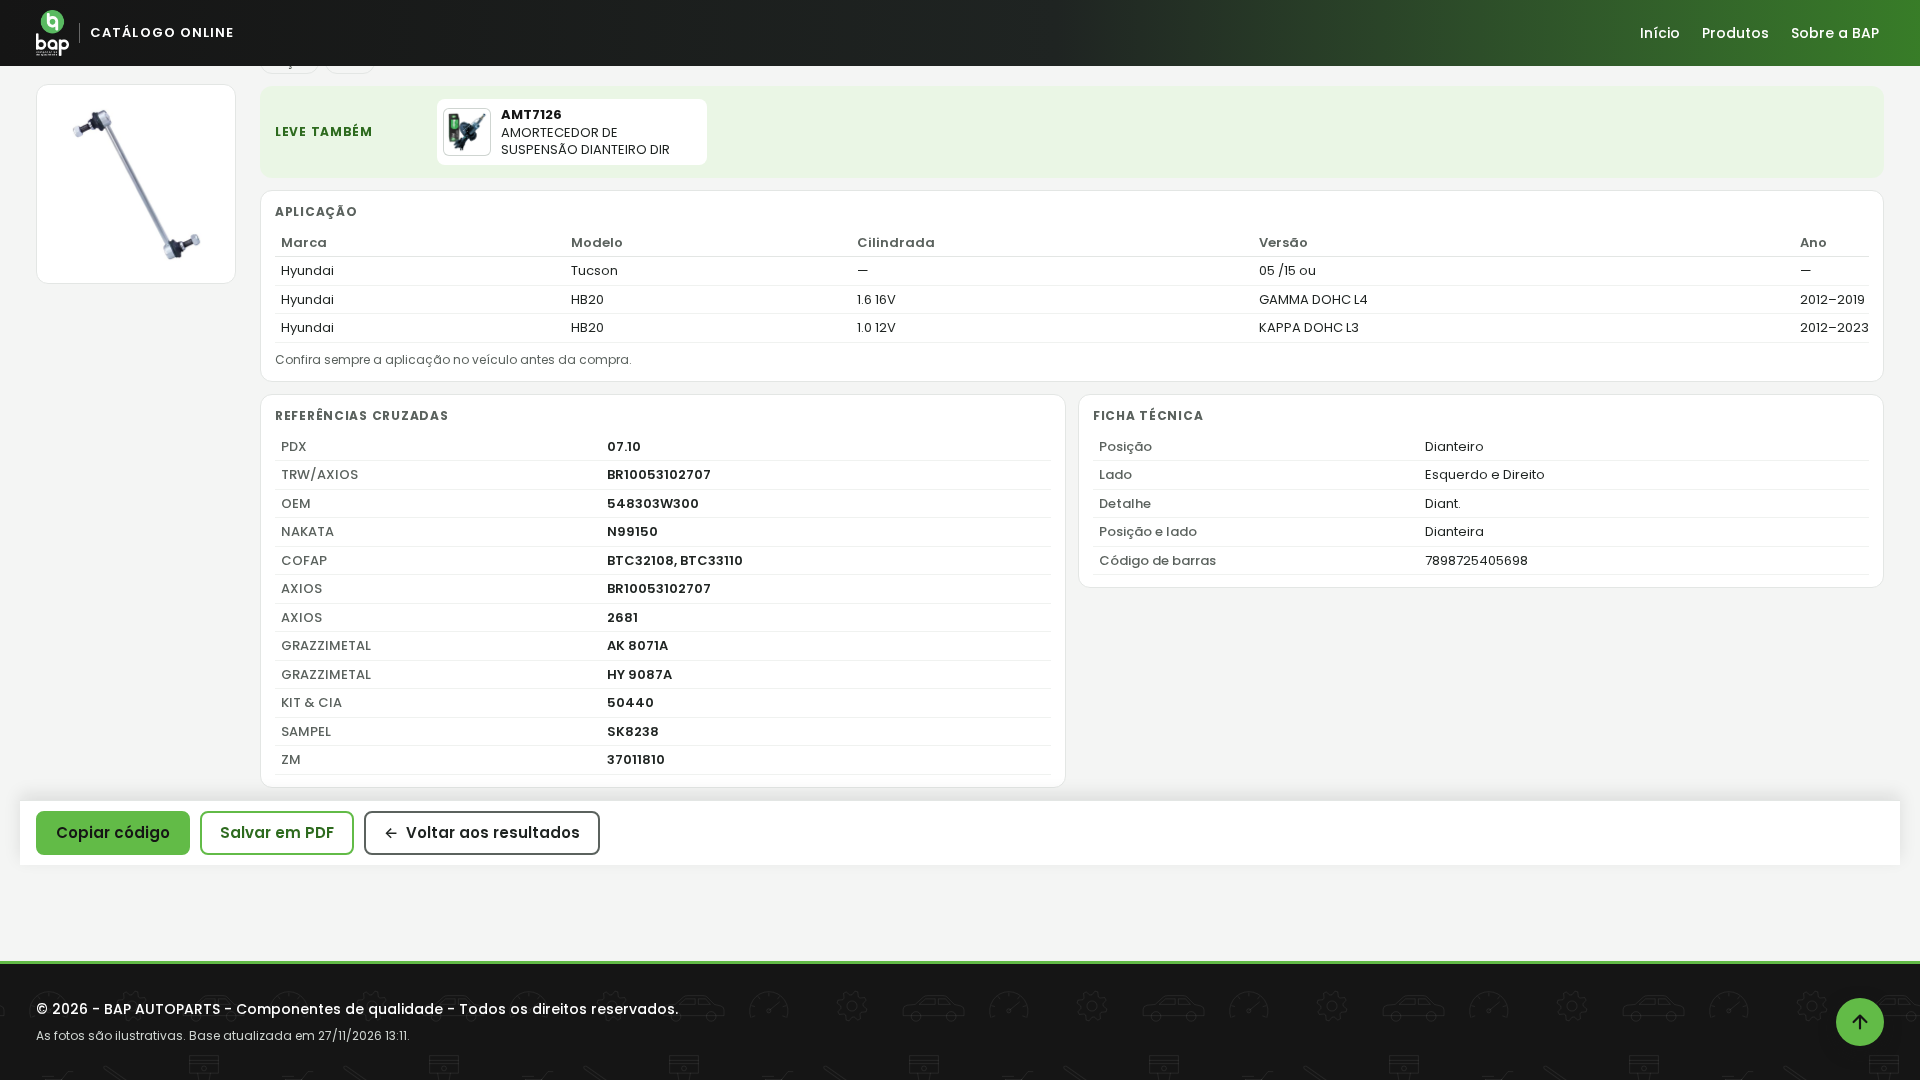 bap
CATÁLOGO ONLINE
Início
Produtos
Sobre a BAP
LEVE TAMBÉM
AMT7126
AMORTECEDOR DE
SUSPENSÃO DIANTEIRO DIR
APLICAÇÃO
Marca Modelo Cilindrada Versão Ano
Hyundai Tucson — 05 /15 ou —
Hyundai HB20 1.6 16V GAMMA DOHC L4 2012–2019
Hyundai HB20 1.0 12V KAPPA DOHC L3 2012–2023
Confira sempre a aplicação no veículo antes da compra.
REFERÊNCIAS CRUZADAS
PDX 07.10
TRW/AXIOS BR10053102707
OEM 548303W300
NAKATA N99150
COFAP BTC32108, BTC33110
AXIOS BR10053102707
AXIOS 2681
GRAZZIMETAL AK 8071A
GRAZZIMETAL HY 9087A
KIT & CIA 50440
SAMPEL SK8238
ZM 37011810
FICHA TÉCNICA
Posição Dianteiro
Lado Esquerdo e Direito
Detalhe Diant.
Posição e lado Dianteira
Código de barras 7898725405698
Copiar código
Salvar em PDF
← Voltar aos resultados
© 2026 - BAP AUTOPARTS - Componentes de qualidade - Todos os direitos reservados.
As fotos são ilustrativas. Base atualizada em 27/11/2026 13:11.